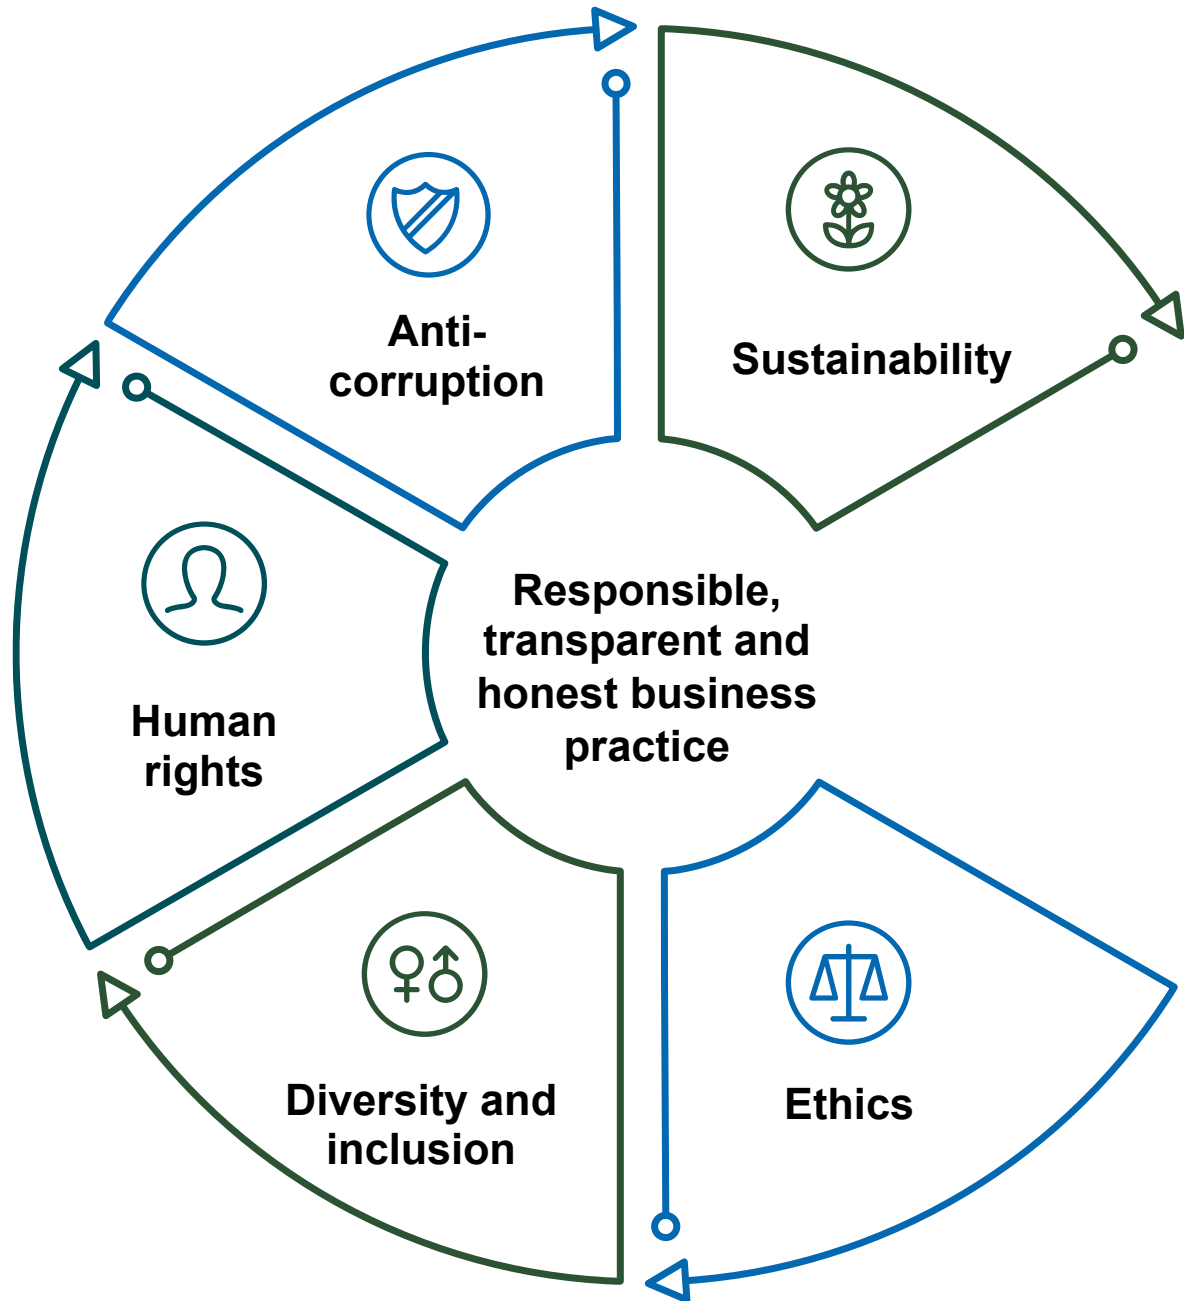 Anti-
corruption
Sustainability
Responsible,
transparent and
honest business
practice
Human
rights
Diversity and
inclusion
Ethics